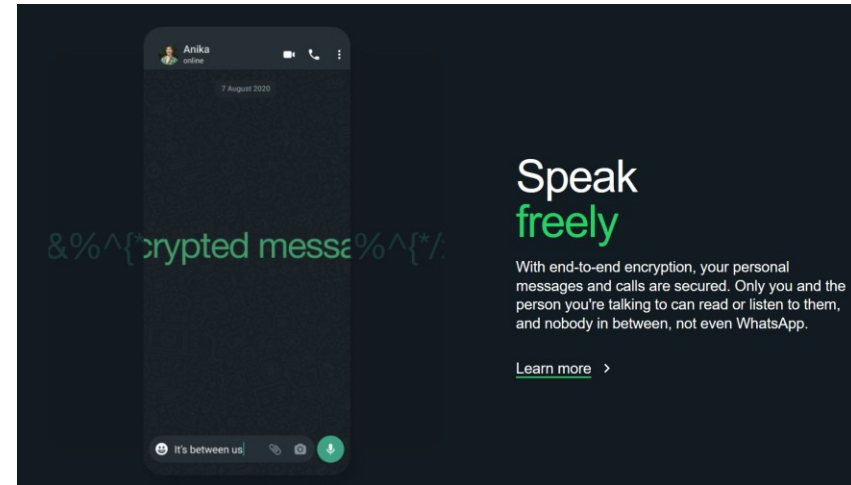 Anika
online
7 August 2020
&%^{*crypted messa%^{*/:
It's between us
Speak
freely
With end-to-end encryption, your personal
messages and calls are secured. Only you and the
person you're talking to can read or listen to them,
and nobody in between, not even WhatsApp.
Learn more >